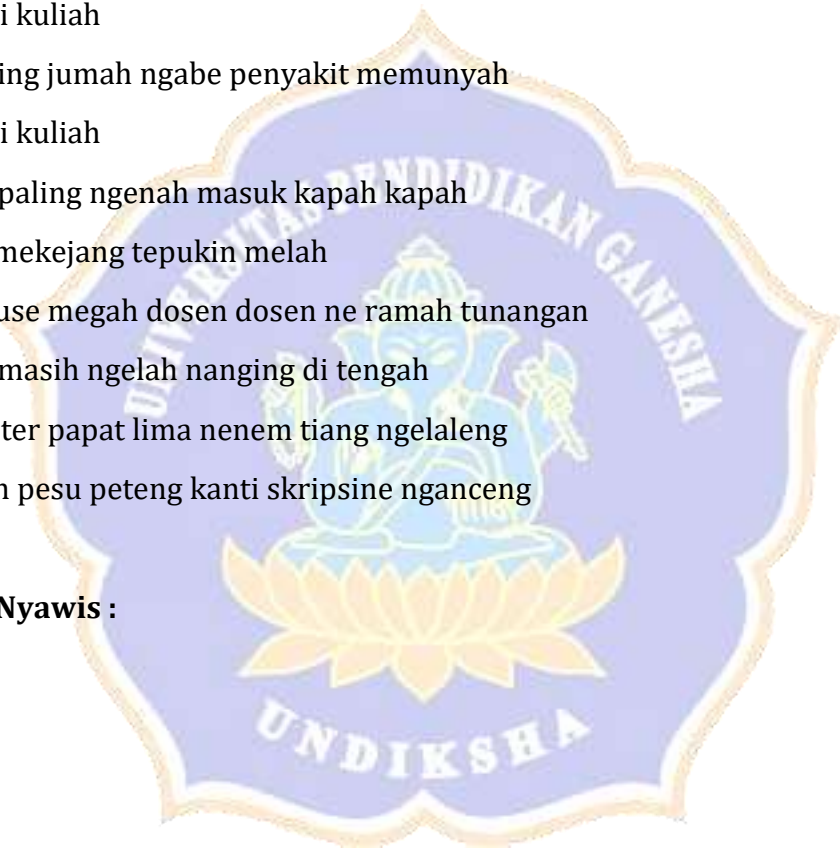 i kuliah
ing jumah ngabe penyakit memunyah
i kuliah
paling ngenah masuk kapah kapah
mekejang tepukin melah
use megah dosen dosen ne ramah tunangan
masih ngelah nanging di tengah
ter papat lima nenem tiang ngelaleng
n pesu peteng kanti skripsine nganceng
Nyawis :
UNIVERSITAS PENDIDIKAN GANESHA
UNDIKSHA